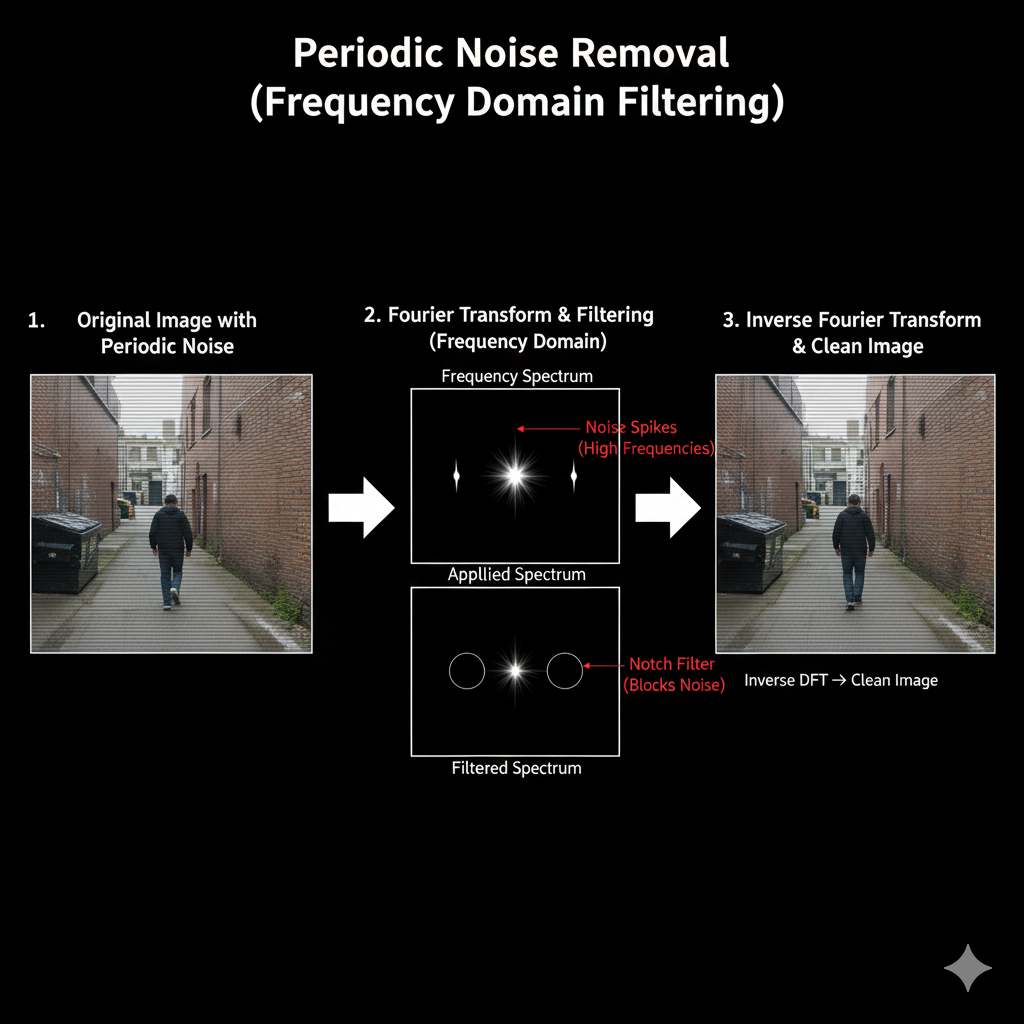 Periodic Noise Removal
(Frequency Domain Filtering)
1. Original Image with
Periodic Noise
2. Fourier Transform & Filtering
(Frequency Domain)
Frequency Spectrum
Noise Spikes
(High Frequencies)
Appllied Spectrum
Notch Filter
(Blocks Noise)
Filtered Spectrum
3. Inverse Fourier Transform
& Clean Image
Inverse DFT → Clean Image